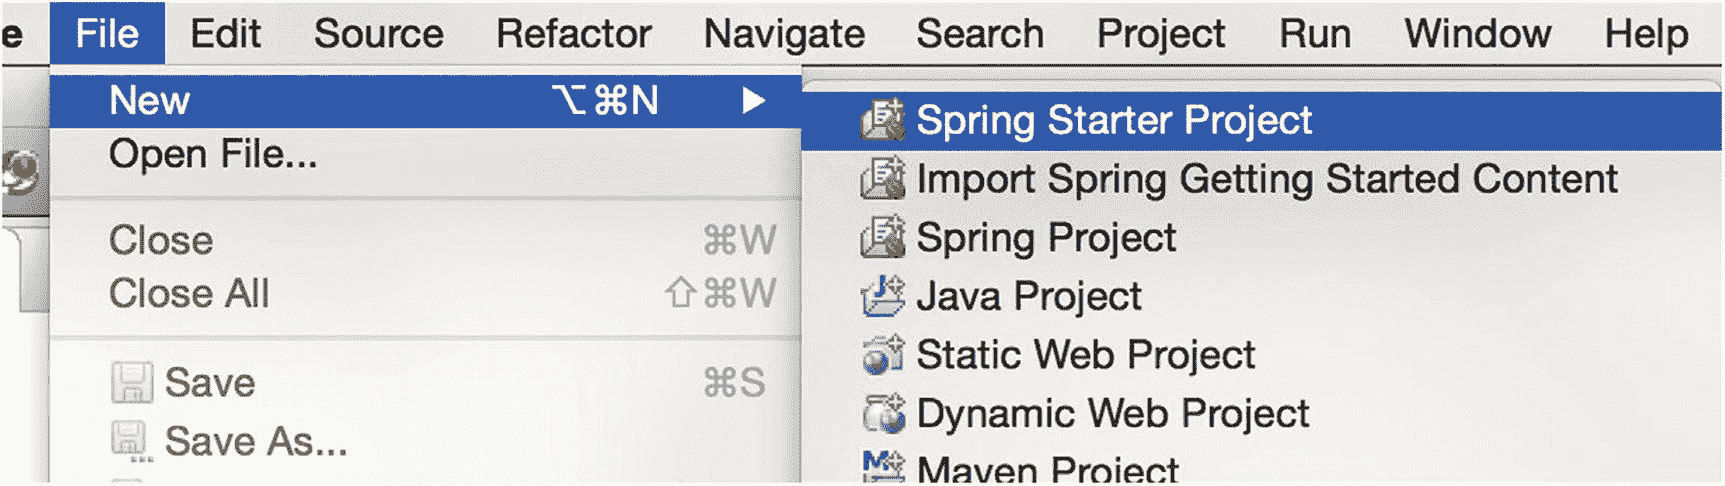 e File Edit Source Refactor Navigate Search Project Run Window Help
New ⌥⌘N ▶
Open File...
Close ⌘W
Close All ⇧⌘W
Save ⌘S
Save As...
Spring Starter Project
Import Spring Getting Started Content
Spring Project
Java Project
Static Web Project
Dynamic Web Project
Maven Project